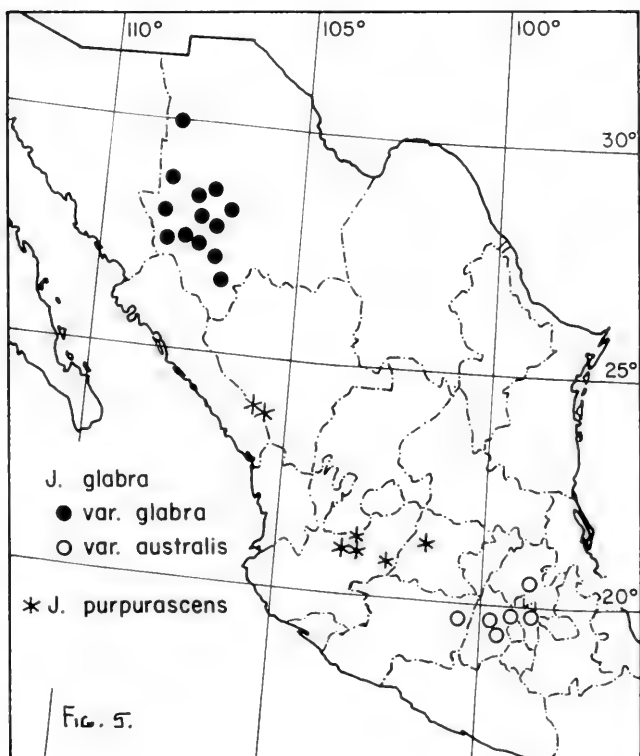 110° 105° 100°
30°
25°
J. glabra
● var. glabra
○ var. australis
20°
* J. purpurascens
FIG. 5.